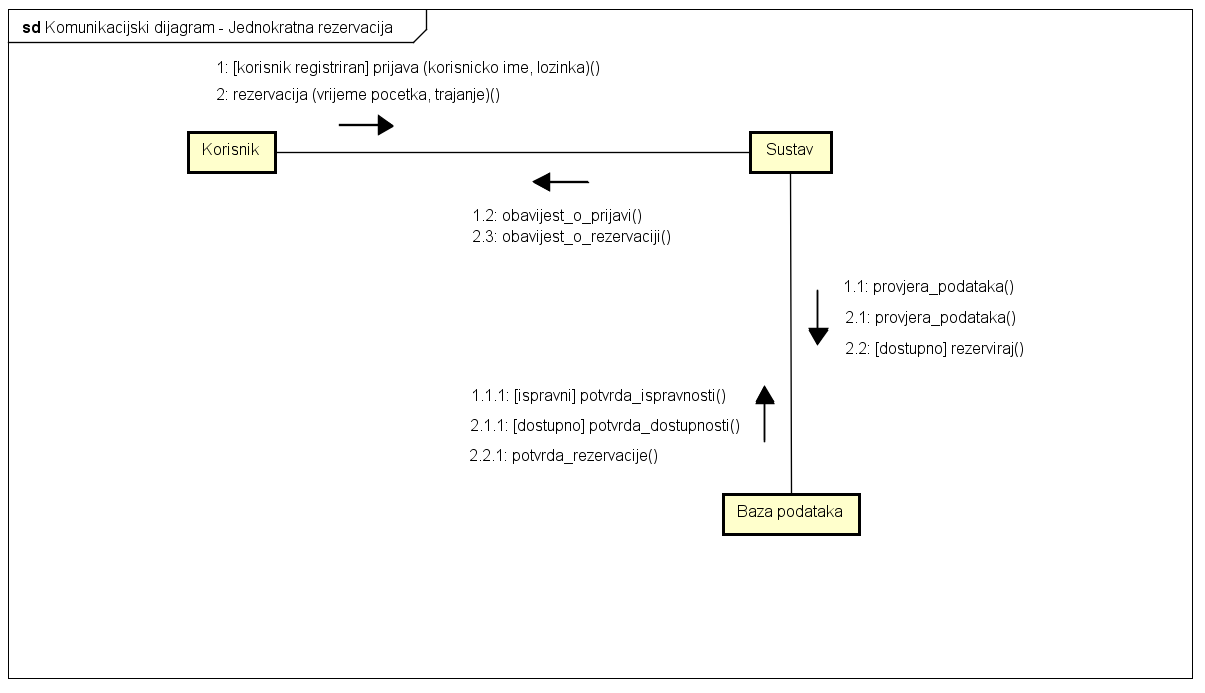 sd Komunikacijski dijagram - Jednokratna rezervacija
1: [korisnik registriran] prijava (korisnicko ime, lozinka)()
2: rezervacija (vrijeme pocetka, trajanje)()
Korisnik
Sustav
1.2: obavijest_o_prijavi()
2.3: obavijest_o_rezervaciji()
1.1: provjera_podataka()
2.1: provjera_podataka()
2.2: [dostupno] rezerviraj()
1.1.1: [ispravni] potvrda_ispravnosti()
2.1.1: [dostupno] potvrda_dostupnosti()
2.2.1: potvrda_rezervacije()
Baza podataka